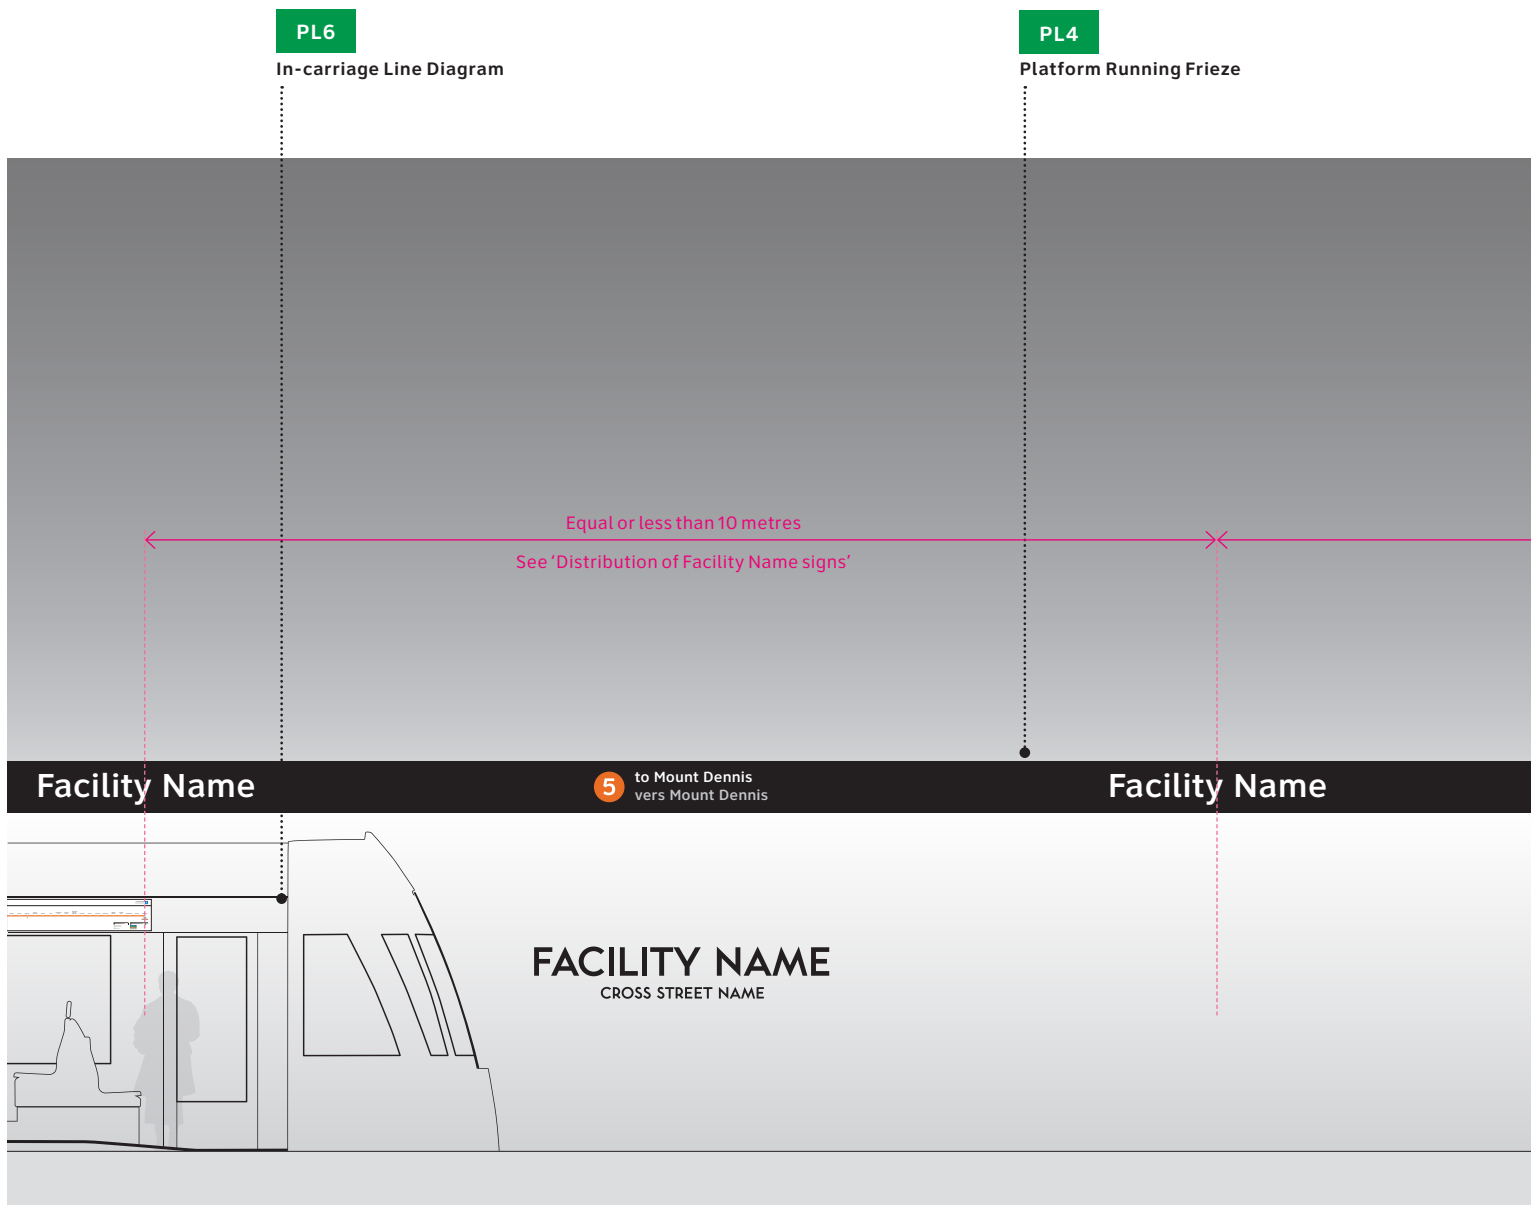 PL6
In-carriage Line Diagram
PL4
Platform Running Frieze
Equal or less than 10 metres
See ‘Distribution of Facility Name signs’
Facility Name
5
to Mount Dennis
vers Mount Dennis
Facility Name
FACILITY NAME
CROSS STREET NAME